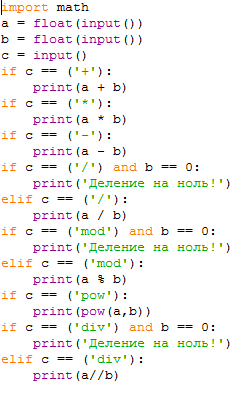 import math
a = float(input())
b = float(input())
c = input()
if c == ('+'):
    print(a + b)
if c == ('*'):
    print(a * b)
if c == ('-'):
    print(a - b)
if c == ('/') and b == 0:
    print('Деление на ноль!')
elif c == ('/'):
    print(a / b)
if c == ('mod') and b == 0:
    print('Деление на ноль!')
elif c == ('mod'):
    print(a % b)
if c == ('pow'):
    print(pow(a,b))
if c == ('div') and b == 0:
    print('Деление на ноль!')
elif c == ('div'):
    print(a//b)